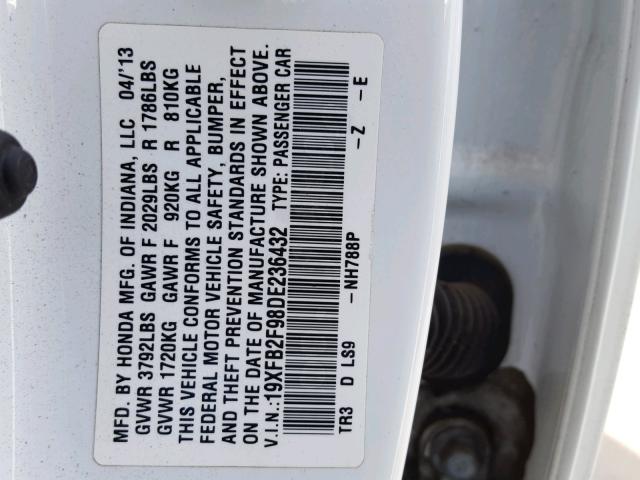 MFD. BY HONDA MFG. OF INDIANA, LLC 04/'13
GVWR 3792LBS GAWR F 2029LBS R 1786LBS
GVWR 1720KG GAWR F 920KG R 810KG
THIS VEHICLE CONFORMS TO ALL APPLICABLE
FEDERAL MOTOR VEHICLE SAFETY, BUMPER,
AND THEFT PREVENTION STANDARDS IN EFFECT
ON THE DATE OF MANUFACTURE SHOWN ABOVE.
V.I.N.:19XFB2F98DE236432 TYPE: PASSENGER CAR
TR3 D LS9 -NH788P -Z -E